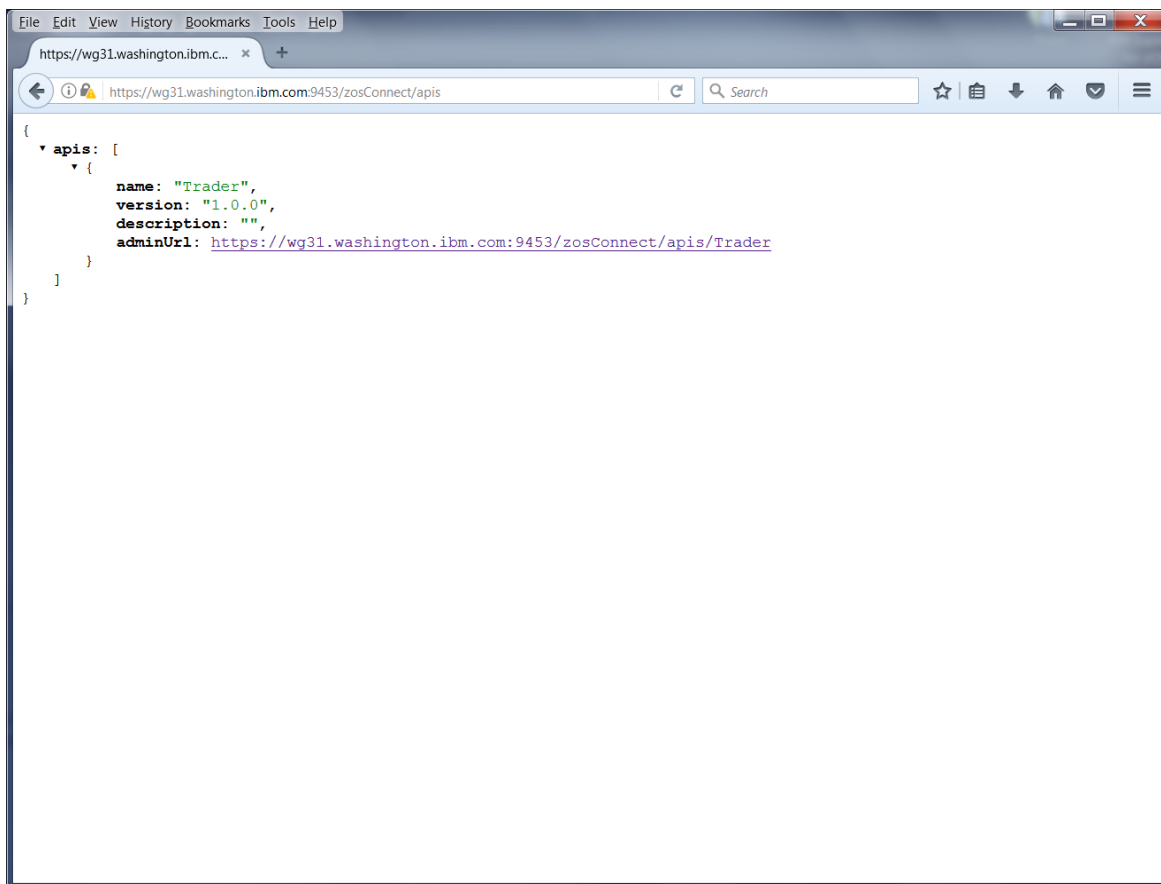 File Edit View History Bookmarks Tools Help
https://wg31.washington.ibm.c... × +
https://wg31.washington.ibm.com:9453/zosConnect/apis Search
{
apis: [
{
name: "Trader",
version: "1.0.0",
description: "",
adminUrl: https://wg31.washington.ibm.com:9453/zosConnect/apis/Trader
}
]
}